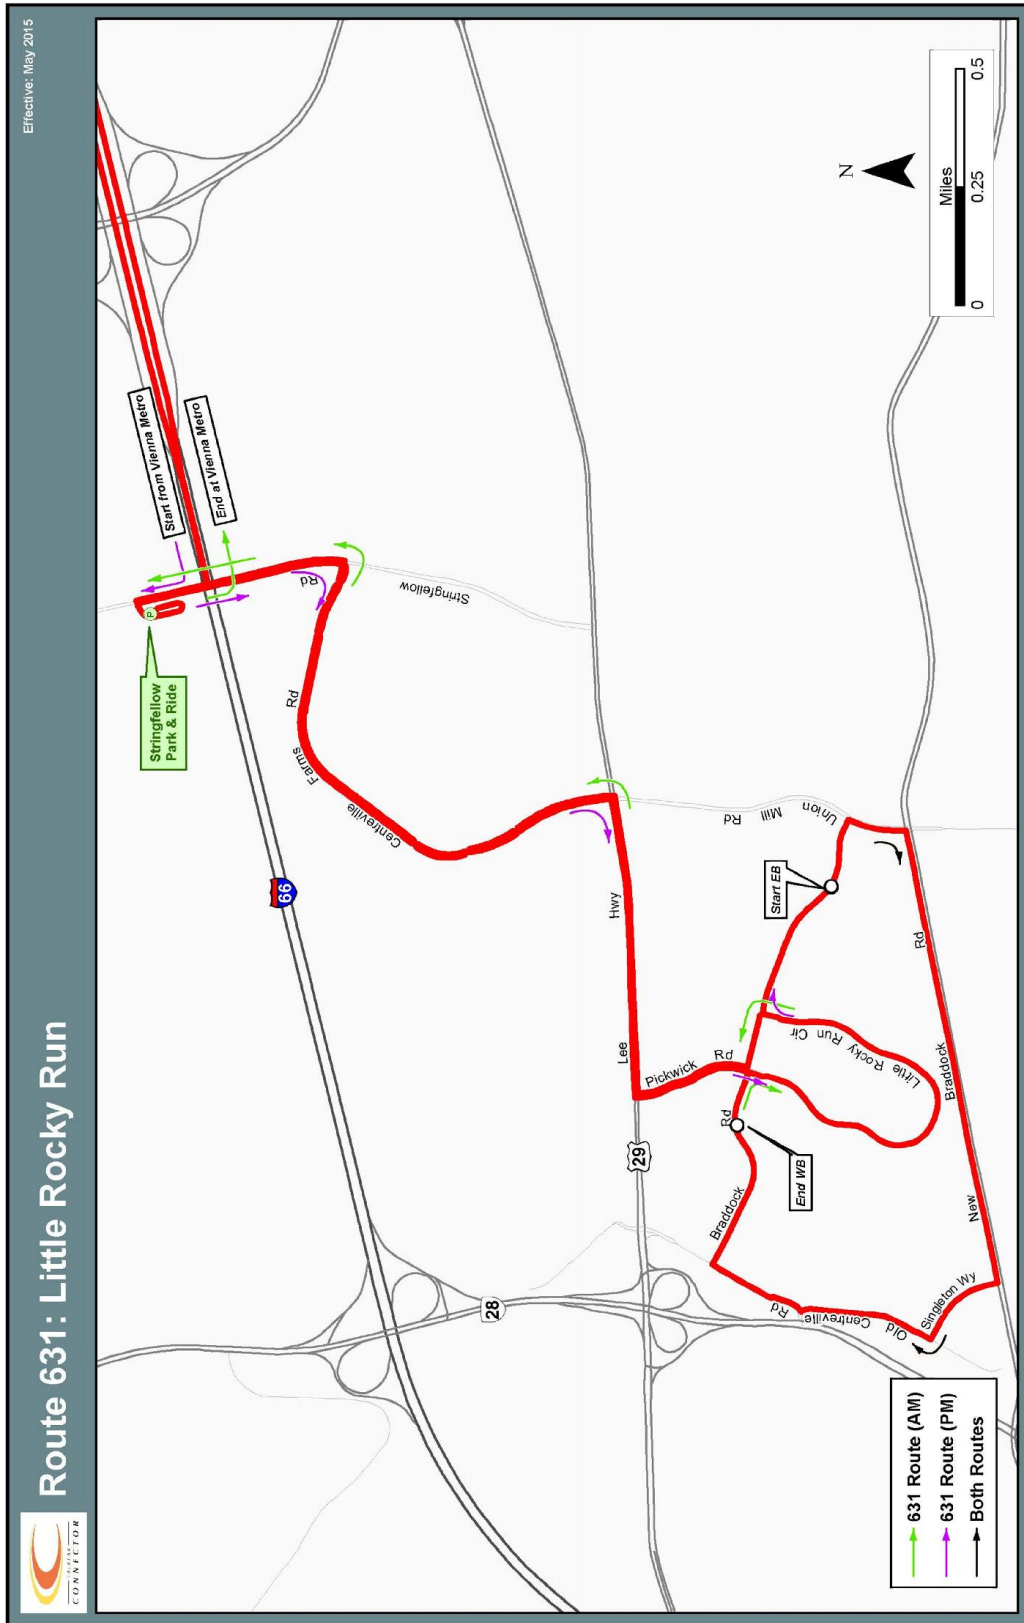 Route 631: Little Rocky Run
Effective: May 2015
CONNECTOR
Start from Vienna Metro
End at Vienna Metro
Stringfellow
Park & Ride
P
Rd
Stringfellow
Rd
Farms
Centreville
66
N
Miles
0
0.25
0.5
Hwy
Lee
29
28
Pickwick
Rd
Union
Mill
Rd
Start EB
Rd
End WB
Braddock
Little Rocky Run Cir
Rd
Braddock
New
Singleton Wy
Old
Centreville
Rd
631 Route (AM)
631 Route (PM)
Both Routes